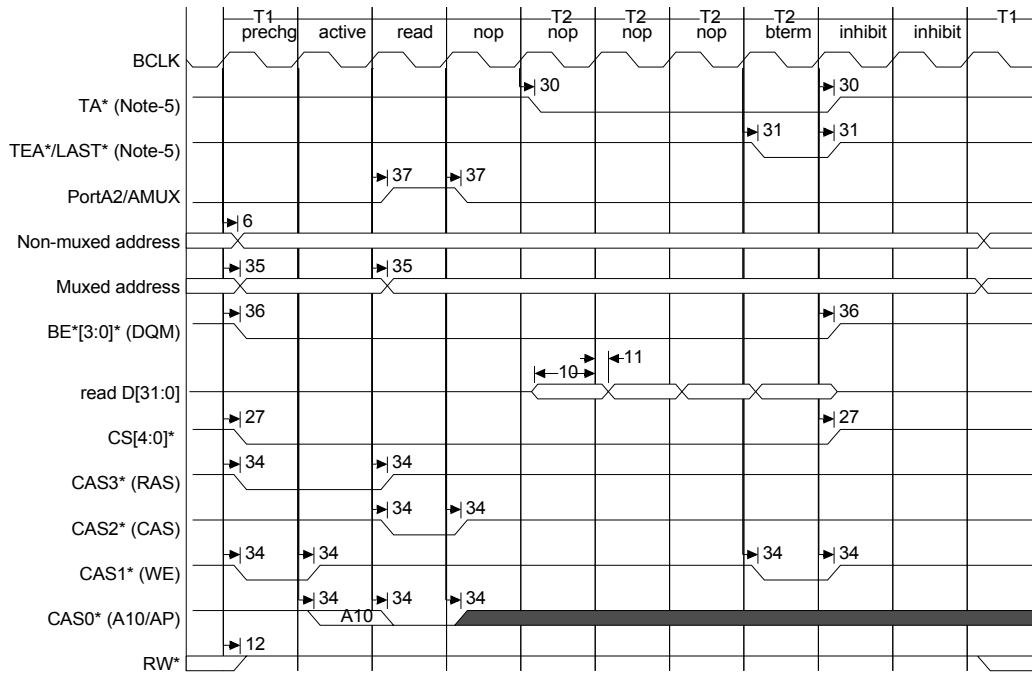 T1 T2 T2 T2 T2 T1
prechg active read nop nop nop nop bterm inhibit inhibit
BCLK
30 30
TA* (Note-5)
31 31
TEA*/LAST* (Note-5)
37 37
PortA2/AMUX
6
Non-muxed address
35 35
Muxed address
36 36
BE*[3:0]* (DQM)
11
10
read D[31:0]
27 27
CS[4:0]*
34 34
CAS3* (RAS)
34 34
CAS2* (CAS)
34 34 34 34
CAS1* (WE)
34 34 34
CAS0* (A10/AP) A10
12
RW*